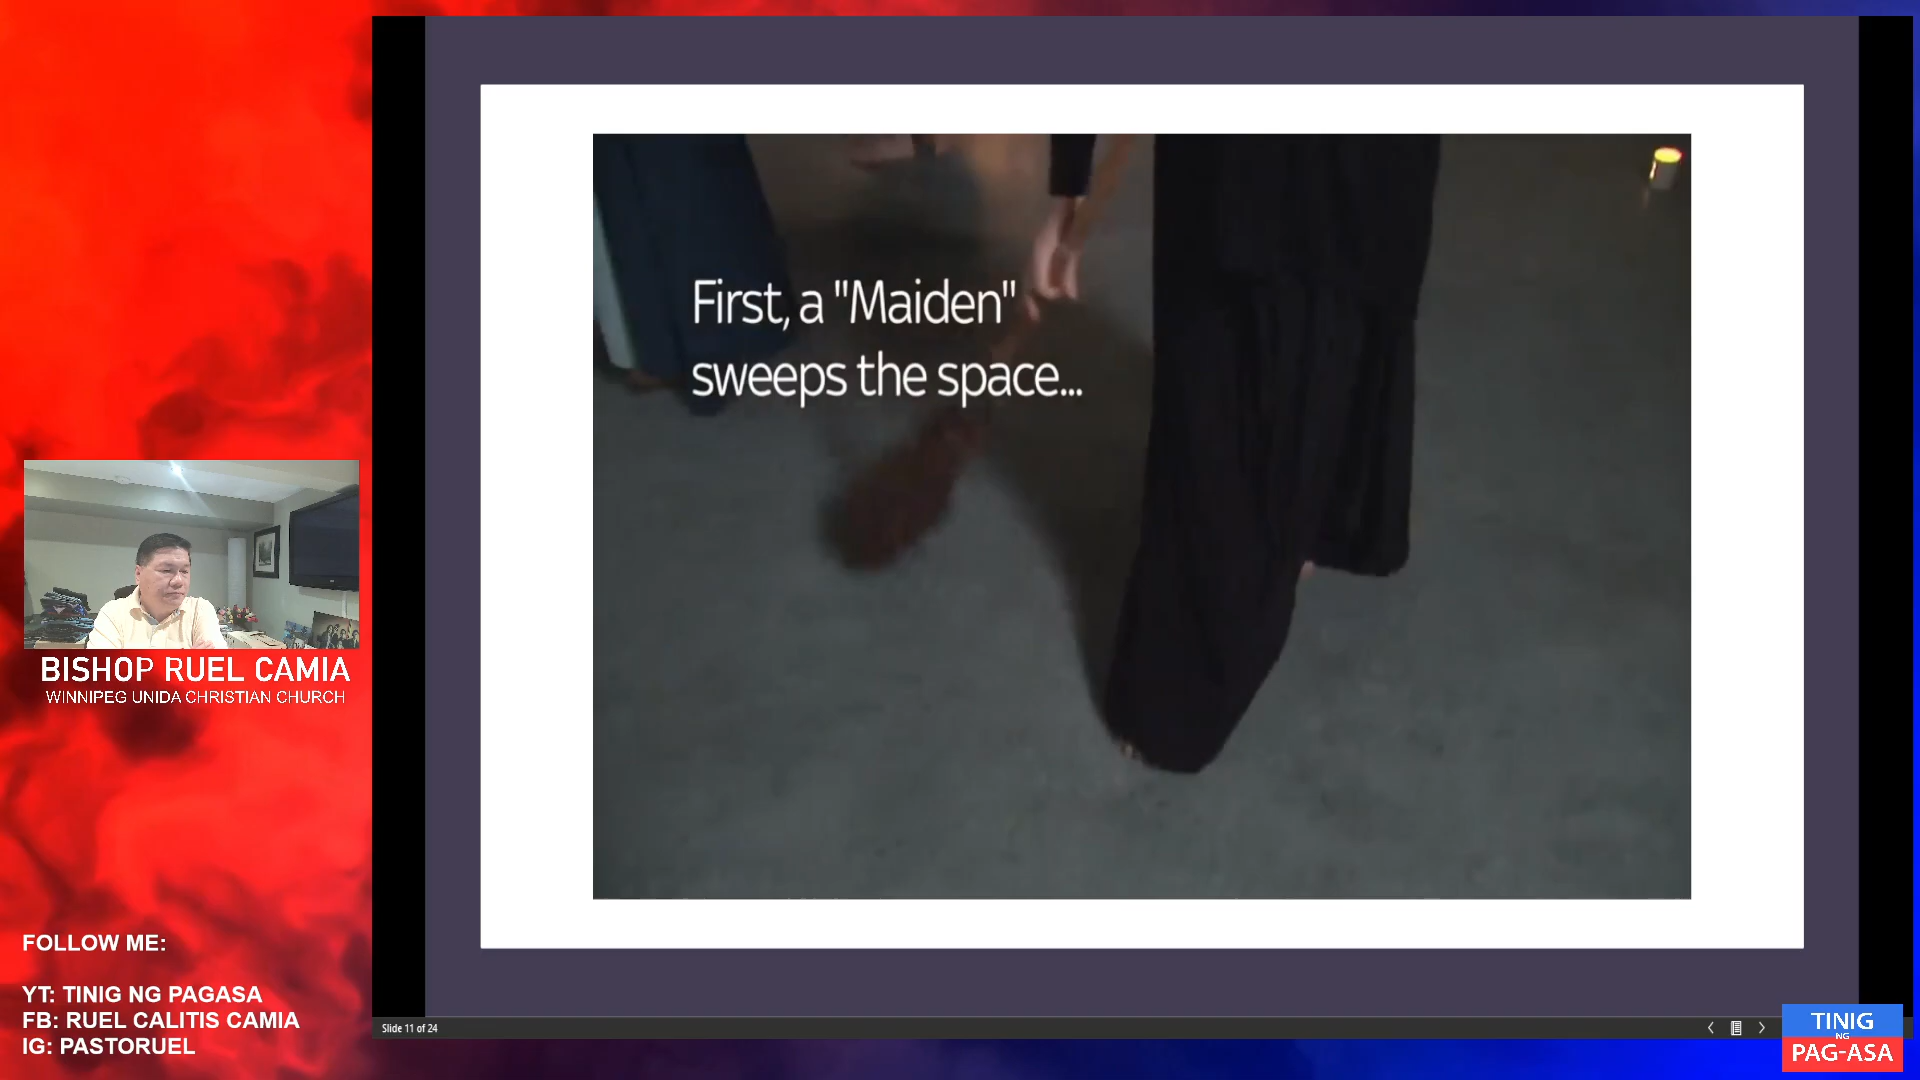 First, a "Maiden"
sweeps the space...
BISHOP RUEL CAMIA
WINNIPEG UNIDA CHRISTIAN CHURCH
FOLLOW ME:
YT: TINIG NG PAGASA
FB: RUEL CALITIS CAMIA
IG: PASTORUEL
Slide 11 of 24
TINIG
NG
PAG-ASA